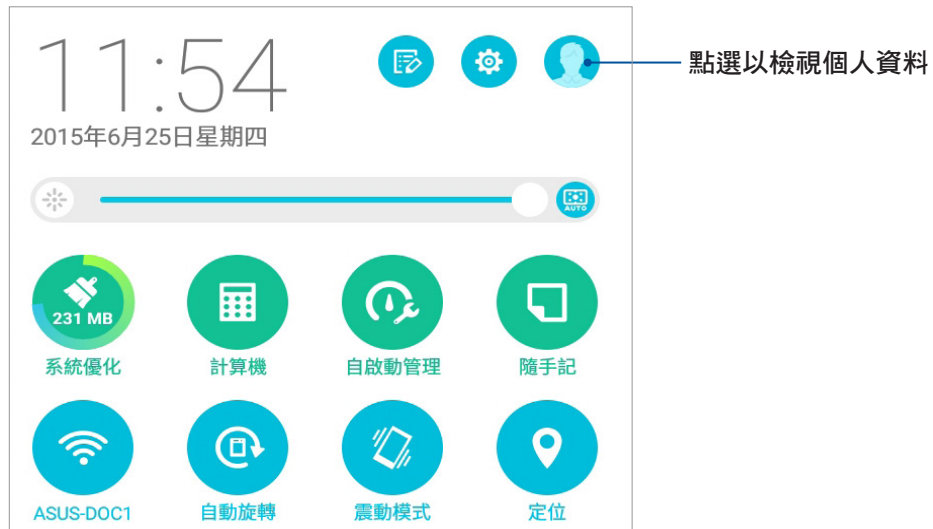 11:54
點選以檢視個人資料
2015年6月25日星期四
AUTO
231 MB
系統優化
計算機
自啟動管理
隨手記
ASUS-DOC1
自動旋轉
震動模式
定位